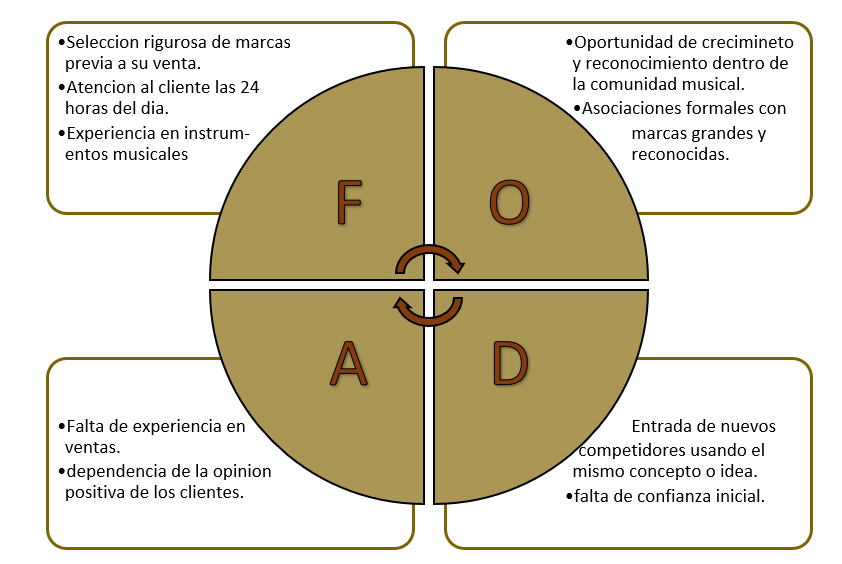 •Seleccion rigurosa de marcas
previa a su venta.
•Atencion al cliente las 24
horas del dia.
•Experiencia en instrum-
entos musicales
•Oportunidad de crecimineto
y reconocimiento dentro de
la comunidad musical.
•Asociaciones formales con
marcas grandes y
reconocidas.
F
O
A
D
•Falta de experiencia en
ventas.
•dependencia de la opinion
positiva de los clientes.
Entrada de nuevos
competidores usando el
mismo concepto o idea.
•falta de confianza inicial.